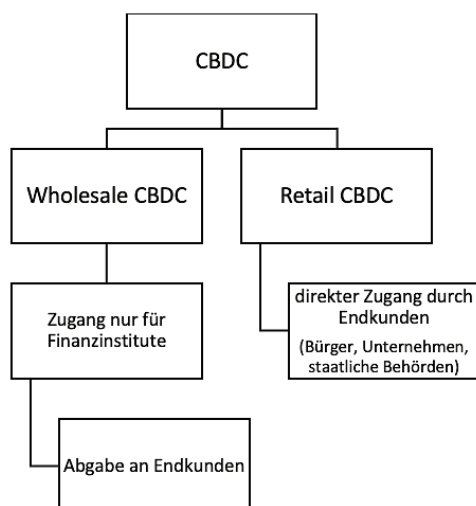 CBDC
Wholesale CBDC
Retail CBDC
Zugang nur für
Finanzinstitute
direkter Zugang durch
Endkunden
(Bürger, Unternehmen,
staatliche Behörden)
Abgabe an Endkunden